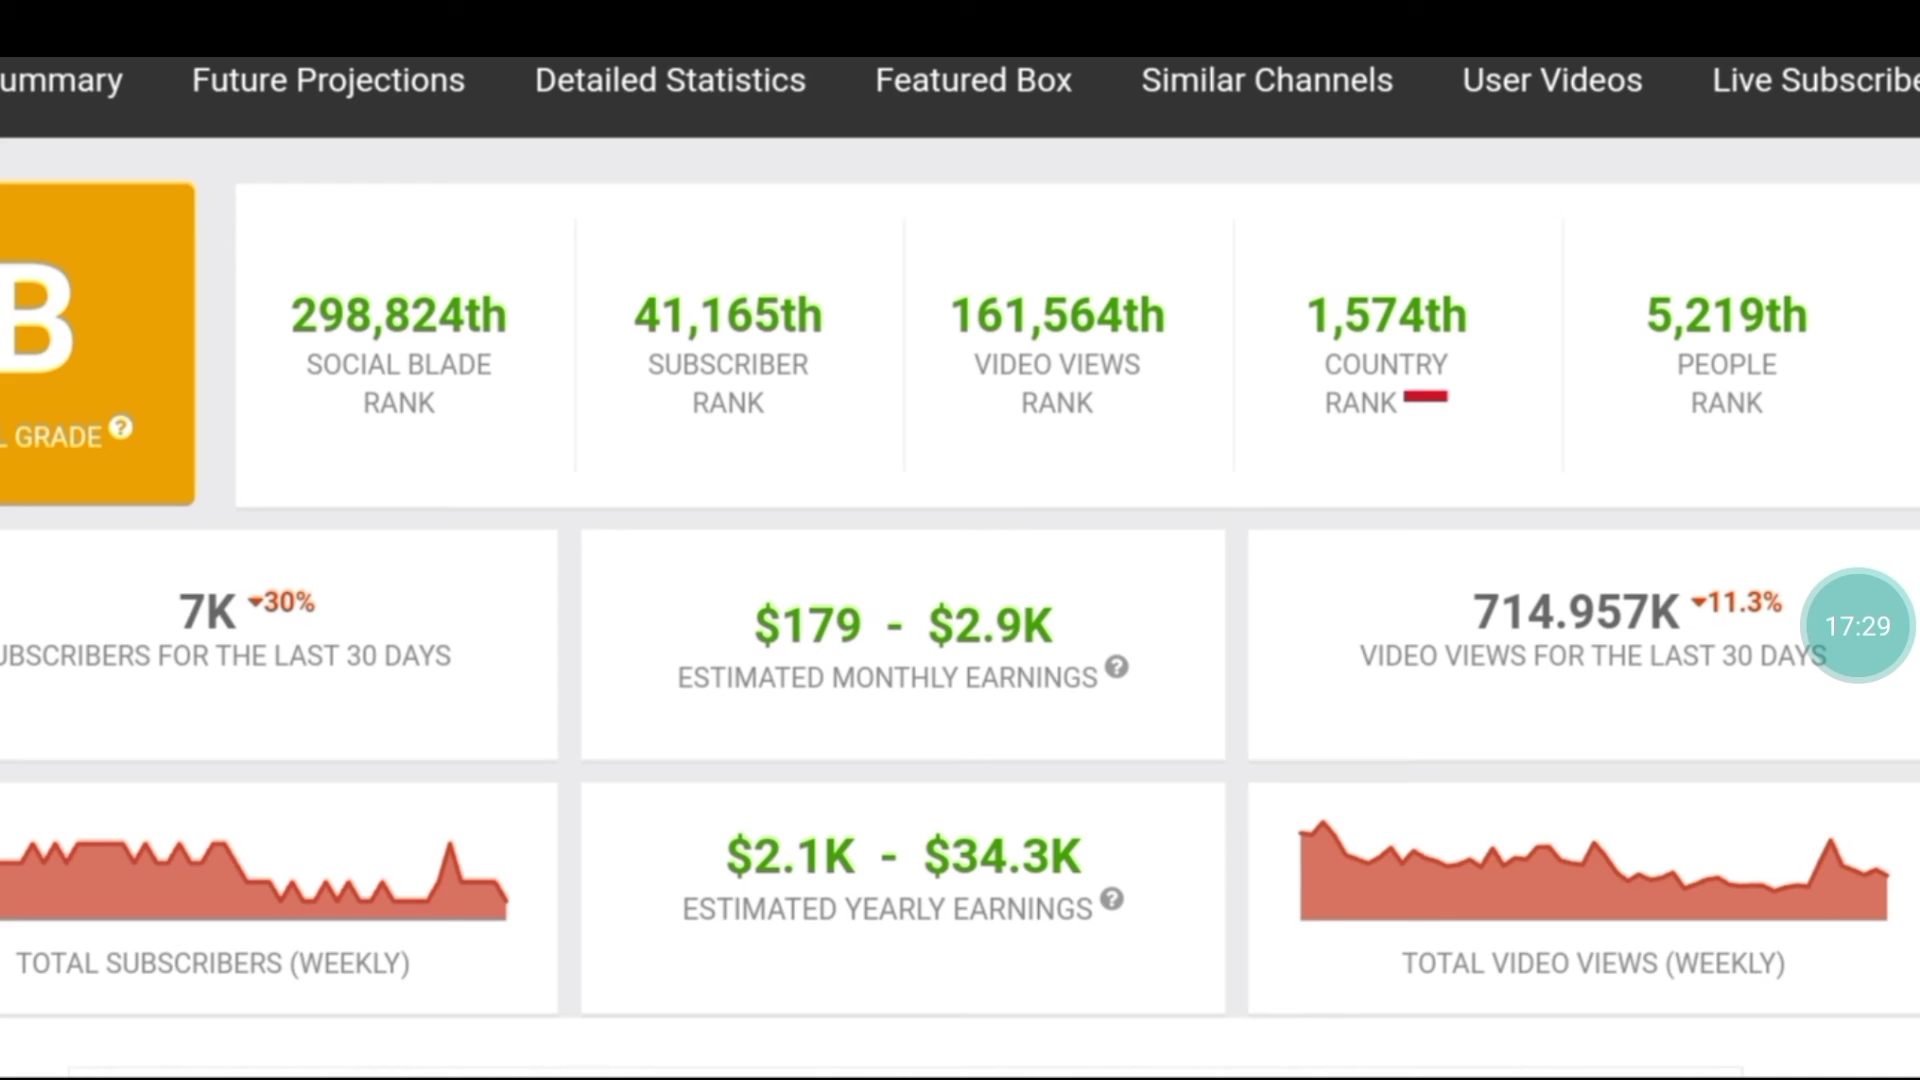 ummary Future Projections Detailed Statistics Featured Box Similar Channels User Videos Live Subscribe
B
L GRADE ?
298,824th 41,165th 161,564th 1,574th 5,219th
SOCIAL BLADE SUBSCRIBER VIDEO VIEWS COUNTRY PEOPLE
RANK RANK RANK RANK RANK
7K 30%
UBSCRIBERS FOR THE LAST 30 DAYS
$179 - $2.9K
ESTIMATED MONTHLY EARNINGS ?
714.957K 11.3%
VIDEO VIEWS FOR THE LAST 30 DAYS
17:29
TOTAL SUBSCRIBERS (WEEKLY)
$2.1K - $34.3K
ESTIMATED YEARLY EARNINGS ?
TOTAL VIDEO VIEWS (WEEKLY)